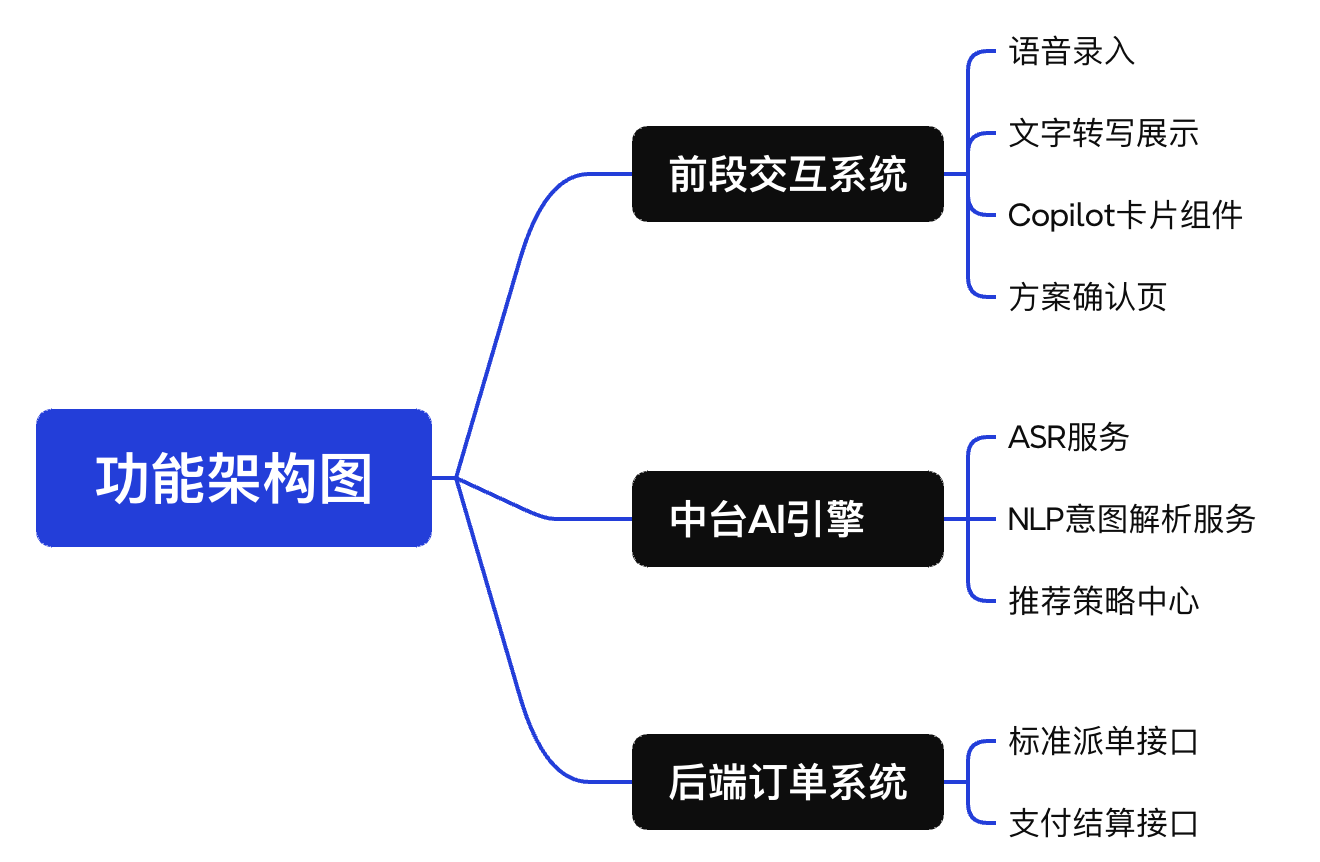 功能架构图
前段交互系统
语音录入
文字转写展示
Copilot卡片组件
方案确认页
中台AI引擎
ASR服务
NLP意图解析服务
推荐策略中心
后端订单系统
标准派单接口
支付结算接口